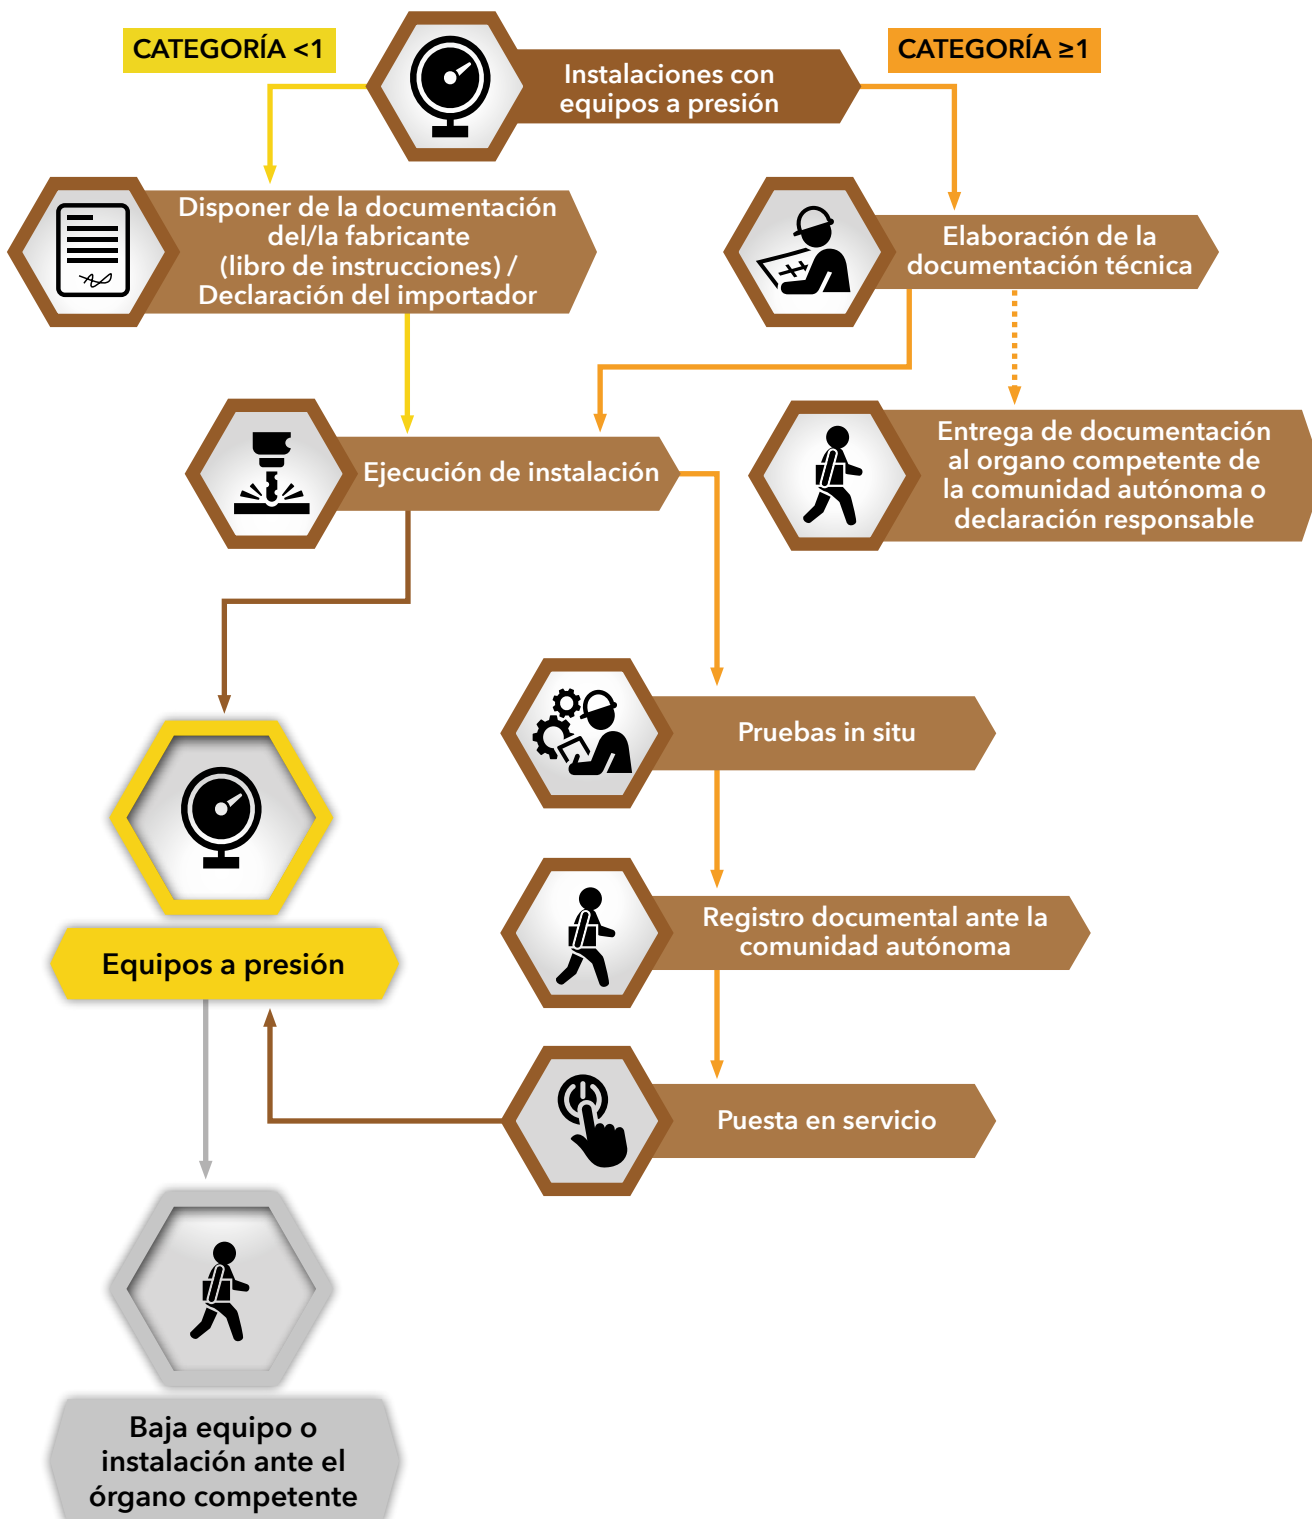 CATEGORÍA <1
CATEGORÍA ≥1
Instalaciones con
equipos a presión
Disponer de la documentación
del/la fabricante
(libro de instrucciones) /
Declaración del importador
Elaboración de la
documentación técnica
Ejecución de instalación
Entrega de documentación
al organo competente de
la comunidad autónoma o
declaración responsable
Pruebas in situ
Registro documental ante la
comunidad autónoma
Equipos a presión
Puesta en servicio
Baja equipo o
instalación ante el
órgano competente